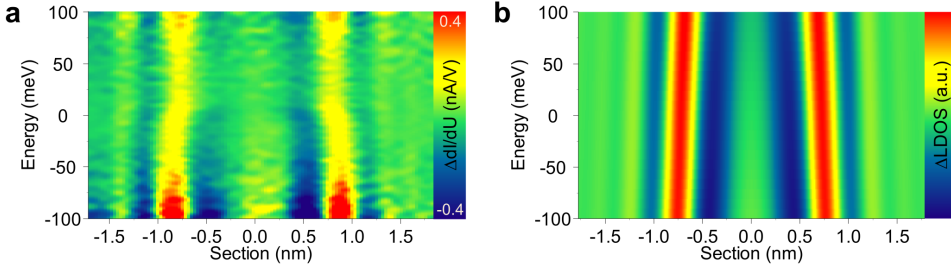 a
100
50
0
-50
-100
Energy (meV)
-1.5 -1.0 -0.5 0.0 0.5 1.0 1.5
Section (nm)
0.4
ΔdI/dU (nA/V)
-0.4
b
100
50
0
-50
-100
Energy (meV)
-1.5 -1.0 -0.5 0.0 0.5 1.0 1.5
Section (nm)
ΔLDOS (a.u.)